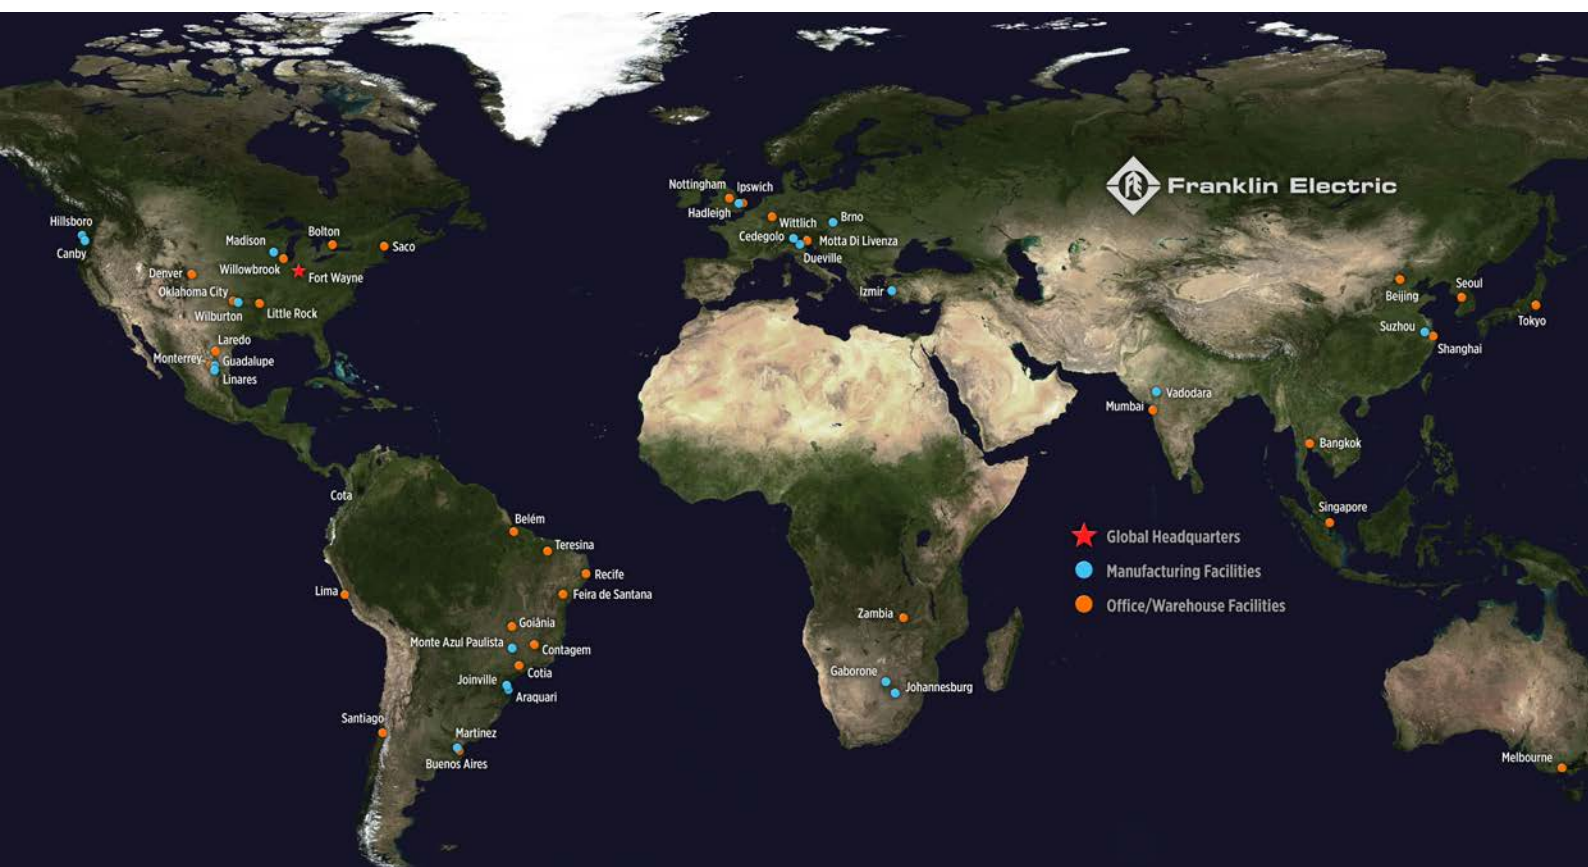 Franklin Electric
Nottingham
Ipswich
Hadleigh
Wittlich
Brno
Cedegolo
Motta Di Livenza
Dueville
Izmir
Hillsboro
Canby
Madison
Bolton
Saco
Willowbrook
Fort Wayne
Denver
Oklahoma City
Wilburton
Little Rock
Laredo
Monterrey
Guadalupe
Linares
Beijing
Seoul
Tokyo
Suzhou
Shanghai
Vadodara
Mumbai
Bangkok
Singapore
Cota
Belém
Teresina
Recife
Lima
Feira de Santana
Goiânia
Monte Azul Paulista
Contagem
Cotia
Joinville
Araquari
Santiago
Martinez
Buenos Aires
Zambia
Gaborone
Johannesburg
Melbourne
Global Headquarters
Manufacturing Facilities
Office/Warehouse Facilities